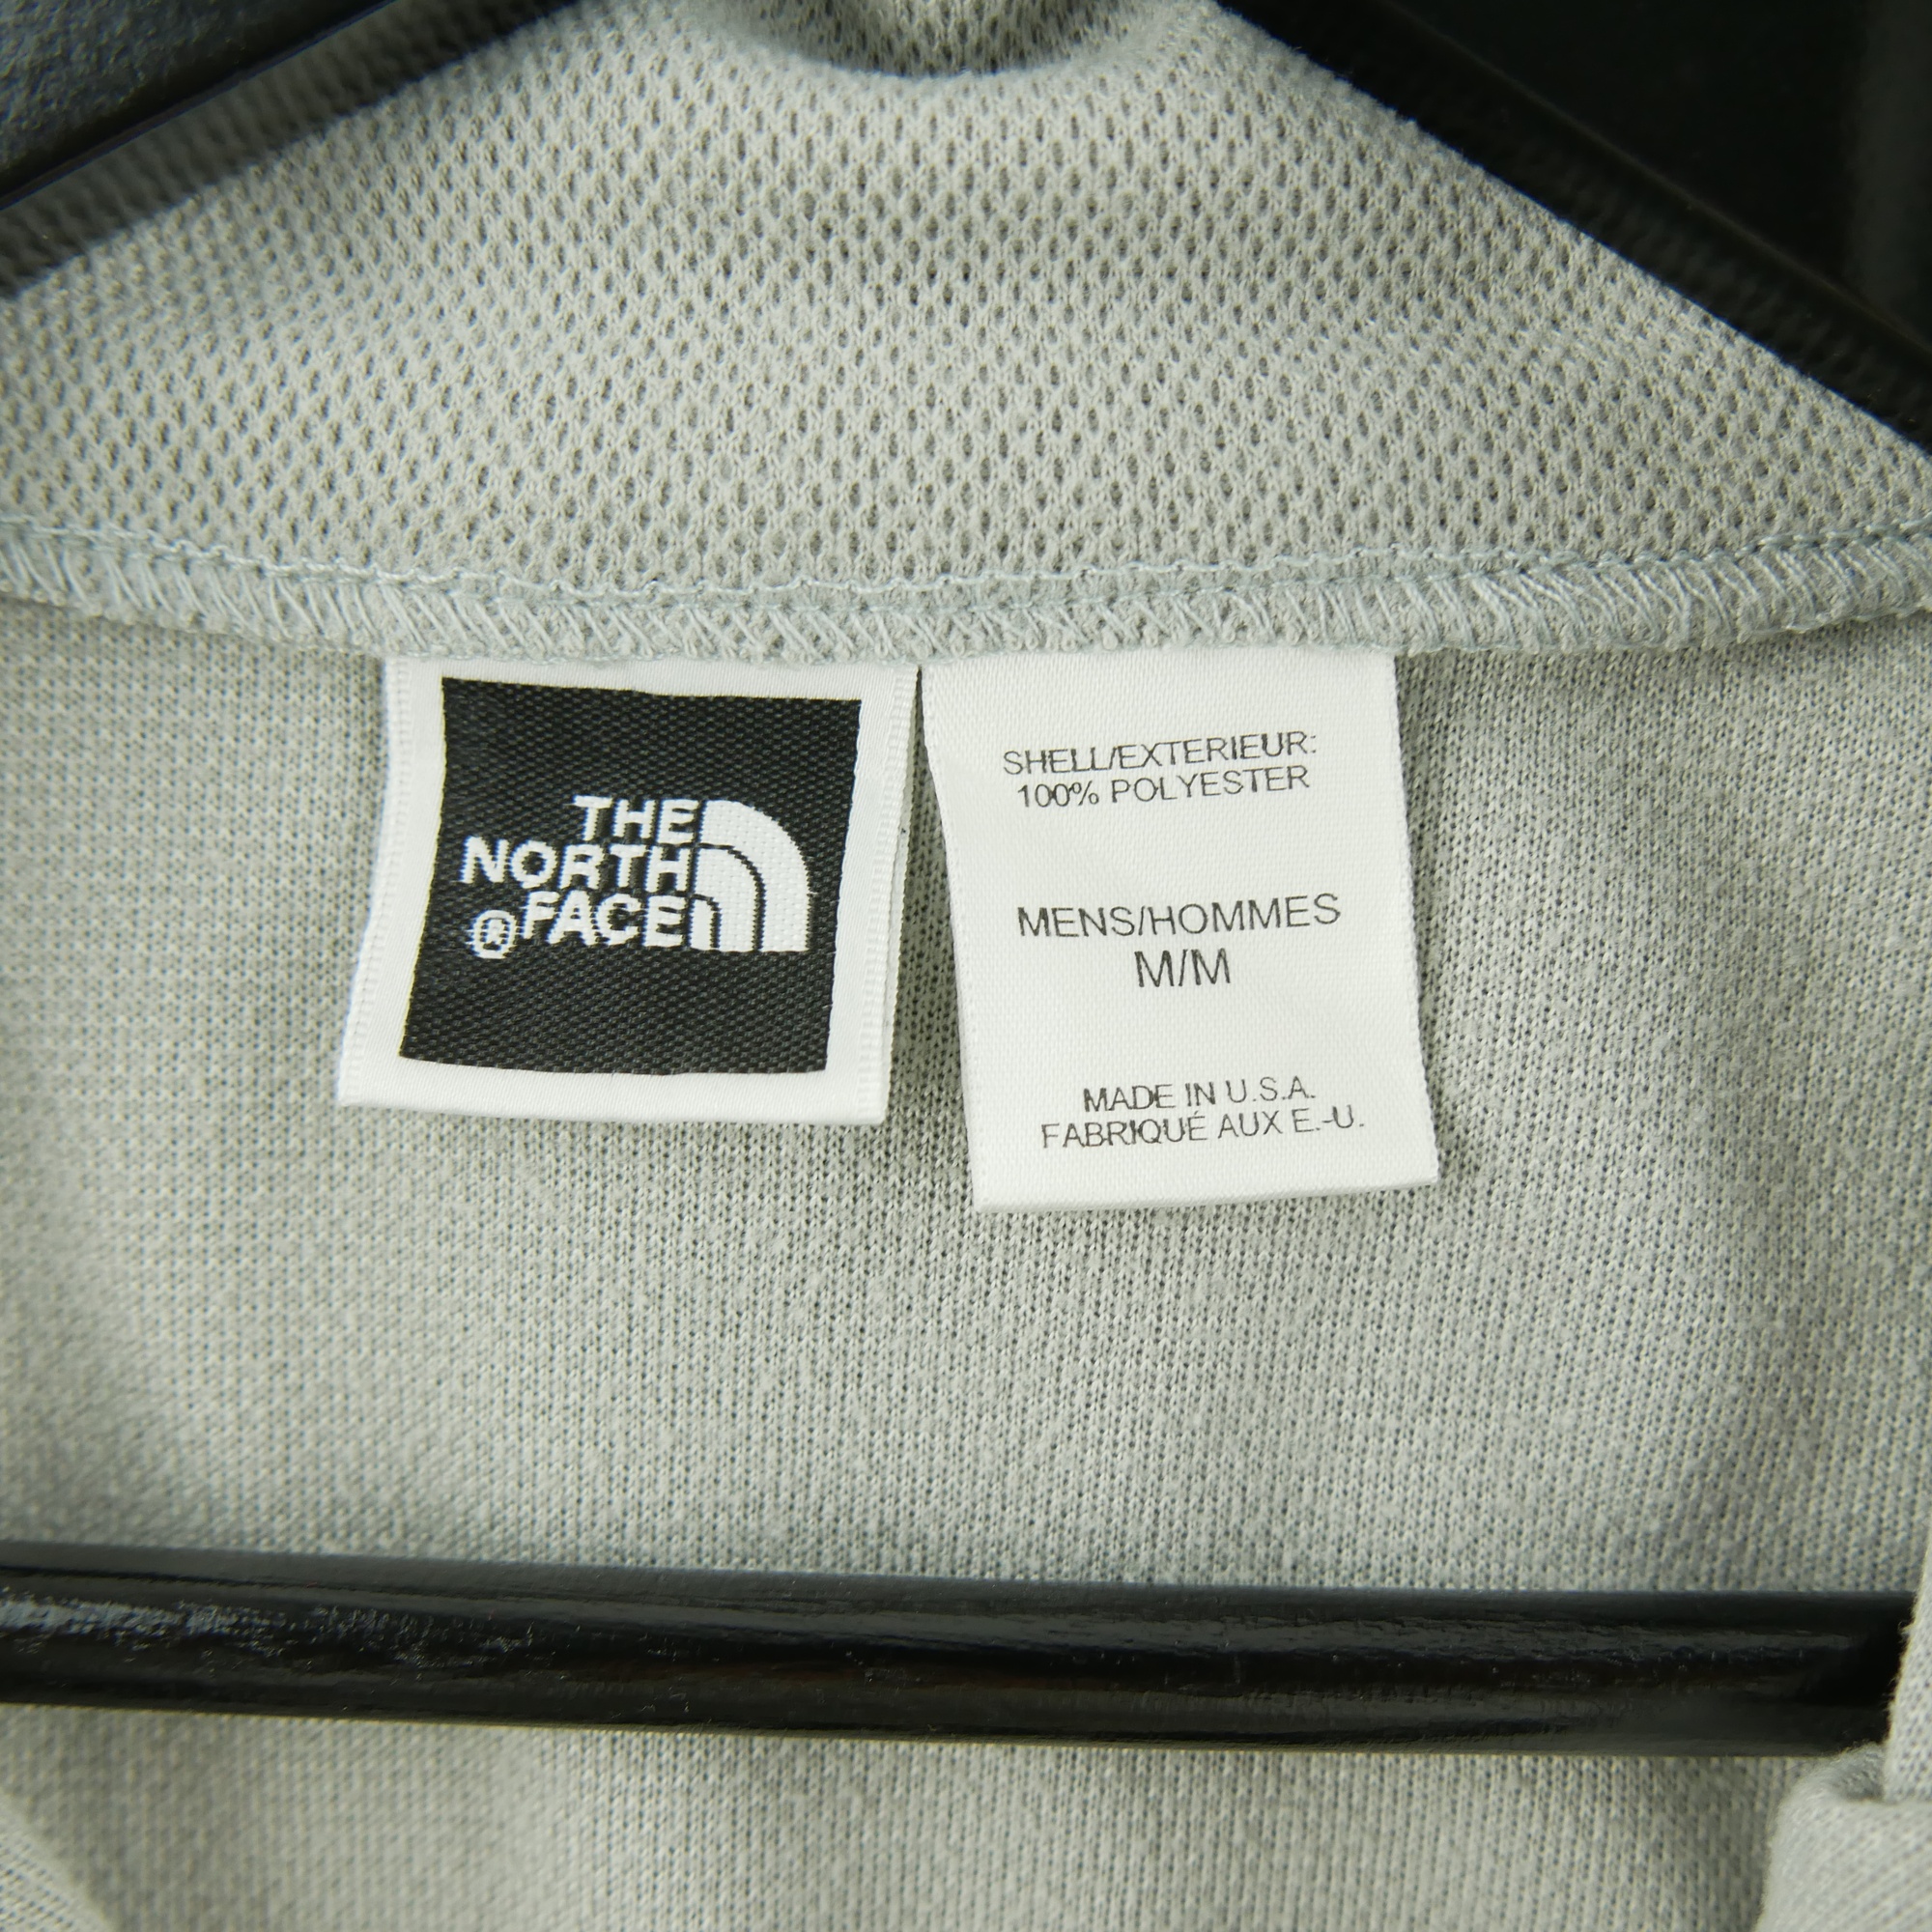 THE
NORTH
® FACE
SHELL/EXTERIEUR:
100% POLYESTER
MENS/HOMMES
M/M
MADE IN U.S.A.
FABRIQUÉ AUX E.-U.